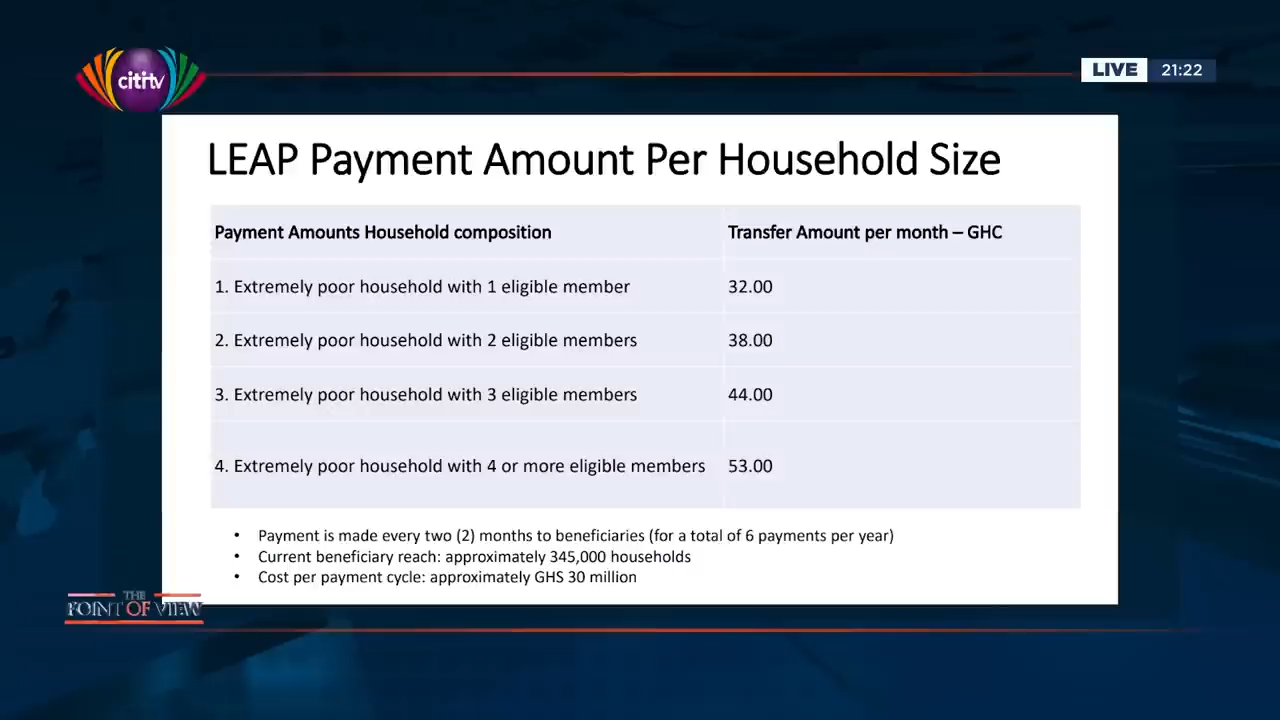 citi tv
LIVE 21:22
LEAP Payment Amount Per Household Size
Payment Amounts Household composition Transfer Amount per month – GHC
1. Extremely poor household with 1 eligible member 32.00
2. Extremely poor household with 2 eligible members 38.00
3. Extremely poor household with 3 eligible members 44.00
4. Extremely poor household with 4 or more eligible members 53.00
• Payment is made every two (2) months to beneficiaries (for a total of 6 payments per year)
• Current beneficiary reach: approximately 345,000 households
• Cost per payment cycle: approximately GHS 30 million
THE
POINT OF VIEW